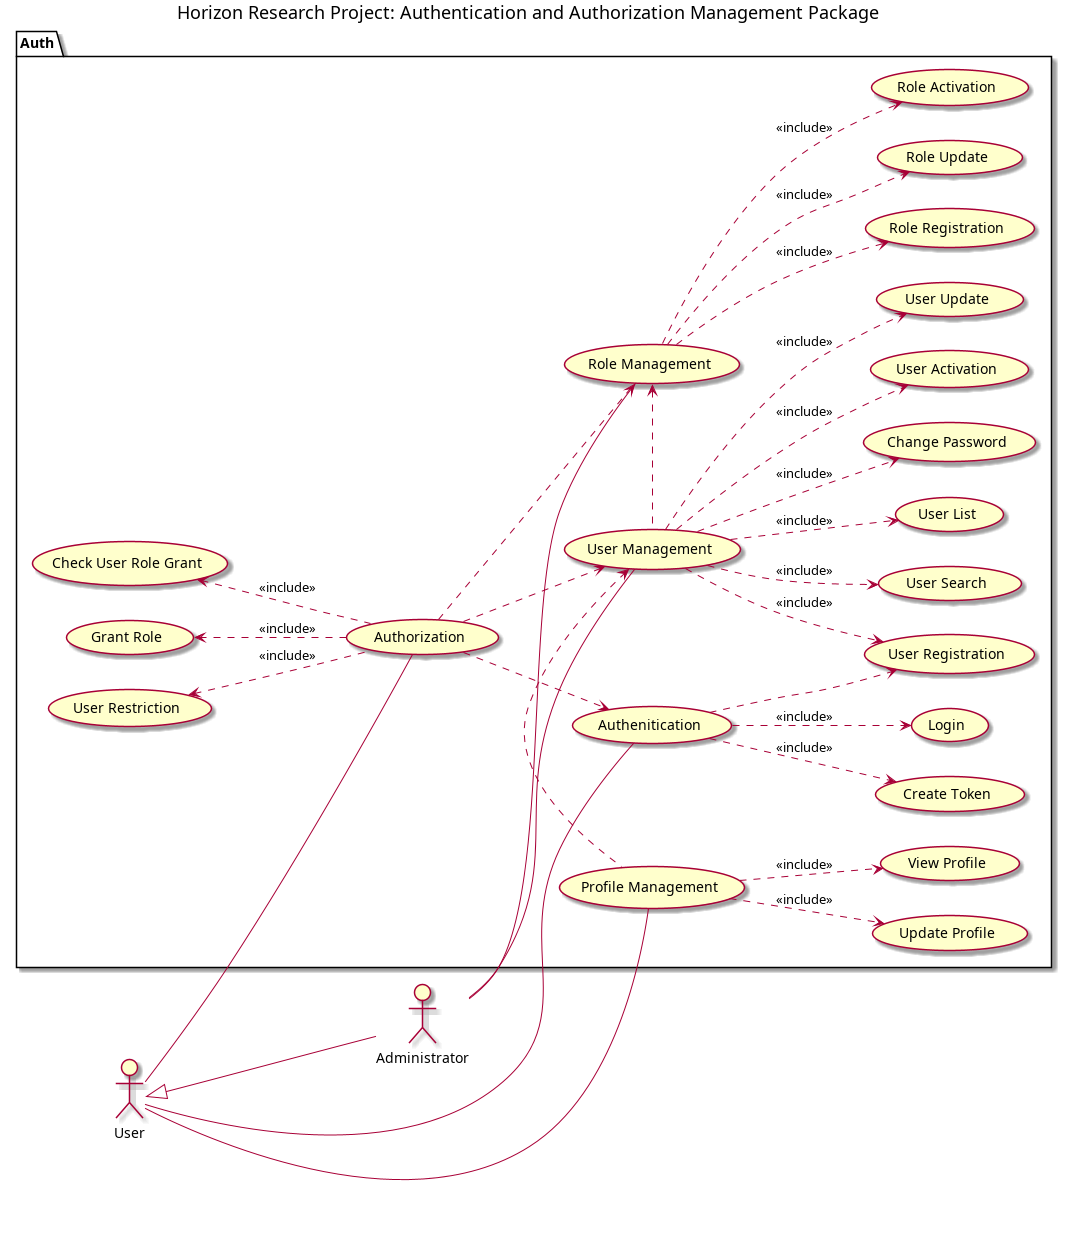 Horizon Research Project: Authentication and Authorization Management Package
Auth
Role Activation
«include»
Role Update
«include»
Role Registration
«include»
User Update
«include»
Role Management
User Activation
«include»
Change Password
«include»
User List
«include»
User Management
Check User Role Grant
«include»
User Search
«include»
«include»
Grant Role
«include»
Authorization
User Registration
«include»
User Restriction
Authenitication
«include»
Login
«include»
Create Token
«include»
View Profile
Profile Management
«include»
Update Profile
Administrator
User